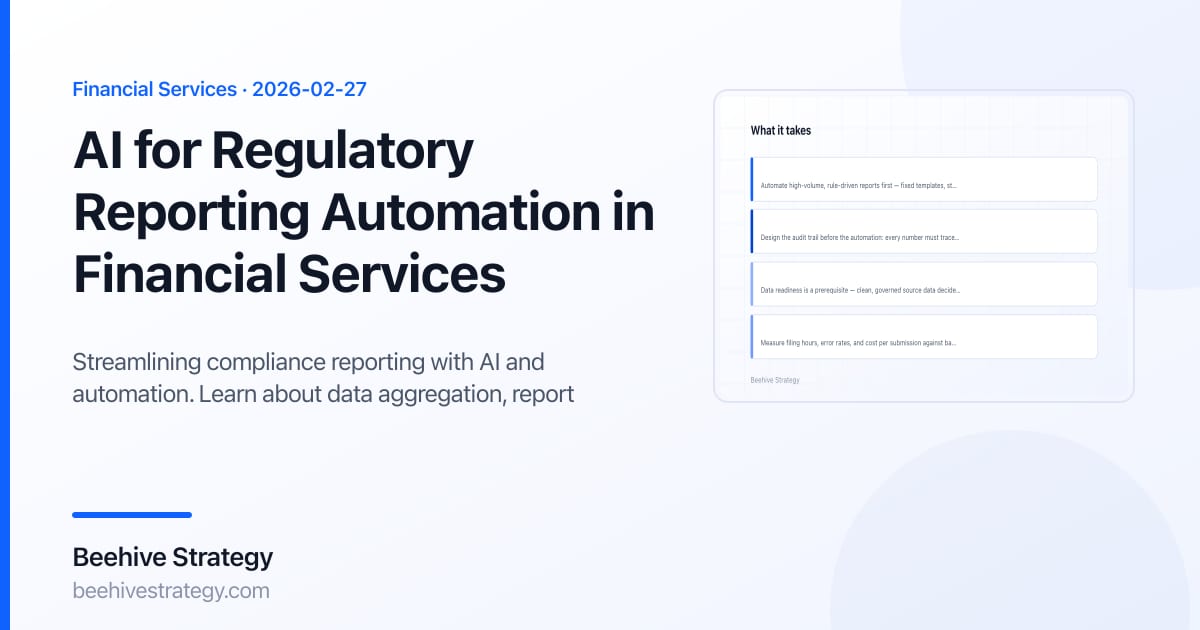 Financial Services · 2026-02-27
AI for Regulatory
Reporting Automation in
Financial Services
Streamlining compliance reporting with AI and
automation. Learn about data aggregation, report
Beehive Strategy
beehivestrategy.com
What it takes
Automate high-volume, rule-driven reports first — fixed templates, st...
Design the audit trail before the automation: every number must trace...
Data readiness is a prerequisite — clean, governed source data decide...
Measure filing hours, error rates, and cost per submission against ba...
Beehive Strategy